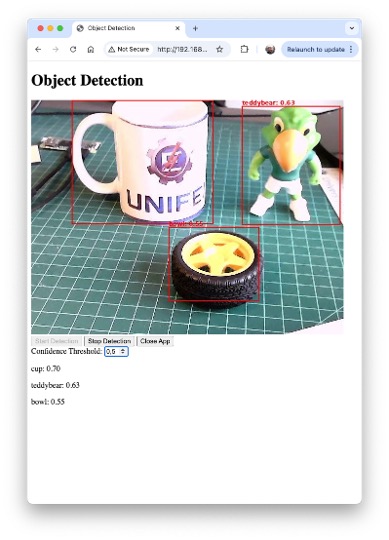 Object Detection
Not Secure
http://192.168...
Relaunch to update
Object Detection
teddybear: 0.63
UNIFE
Start Detection Stop Detection Close App
Confidence Threshold: 0,5
cup: 0.70
teddybear: 0.63
bowl: 0.55